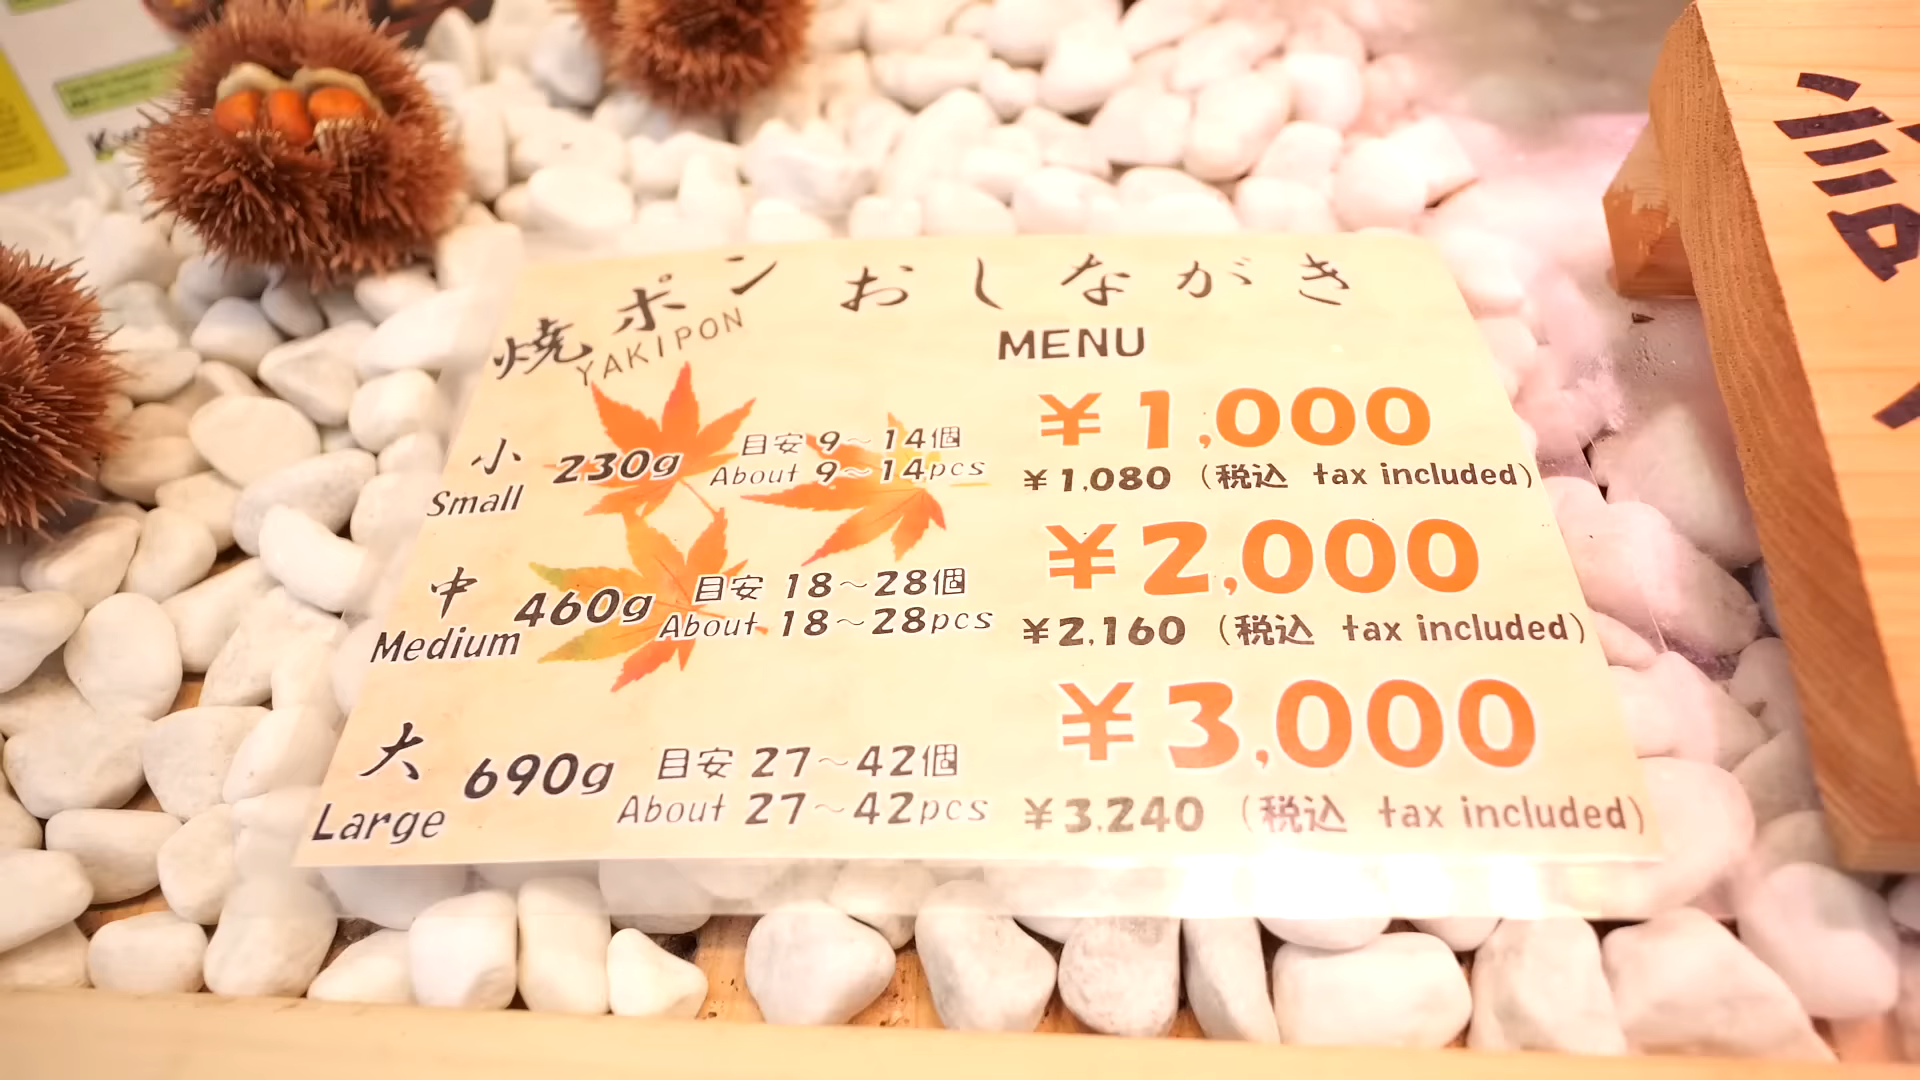 焼ポン おしながき
YAKIPON
MENU
小 230g 目安 9～14個 ¥1,000
Small About 9～14pcs ¥1,080 (税込 tax included)
中 460g 目安 18～28個 ¥2,000
Medium About 18～28pcs ¥2,160 (税込 tax included)
大 690g 目安 27～42個 ¥3,000
Large About 27～42pcs ¥3,240 (税込 tax included)